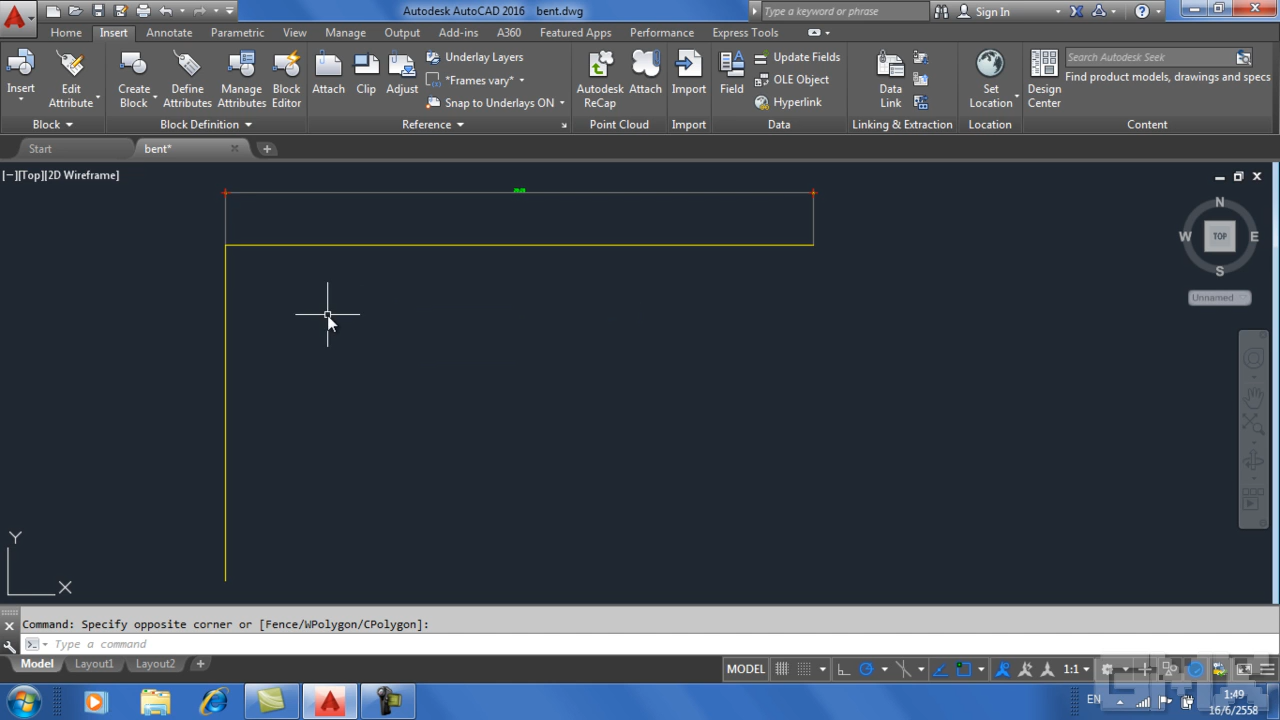 Autodesk AutoCAD 2016 bent.dwg
Type a keyword or phrase
Sign In
Home Insert Annotate Parametric View Manage Output Add-ins A360 Featured Apps Performance Express Tools
Insert
Edit Attribute
Create Block
Define Attributes
Manage Attributes
Block Editor
Attach
Clip
Adjust
Underlay Layers
*Frames vary*
Snap to Underlays ON
Autodesk ReCap
Attach
Import
Field
Update Fields
OLE Object
Hyperlink
Data Link
Set Location
Design Center
Search Autodesk Seek
Find product models, drawings and specs
Block Block Definition Reference Point Cloud Import Data Linking & Extraction Location Content
Start bent*
[−][Top][2D Wireframe]
N
W TOP E
S
Unnamed
Y
X
Command: Specify opposite corner or [Fence/WPolygon/CPolygon]:
Type a command
Model Layout1 Layout2
MODEL 1:1
EN 1:49
16/6/2558